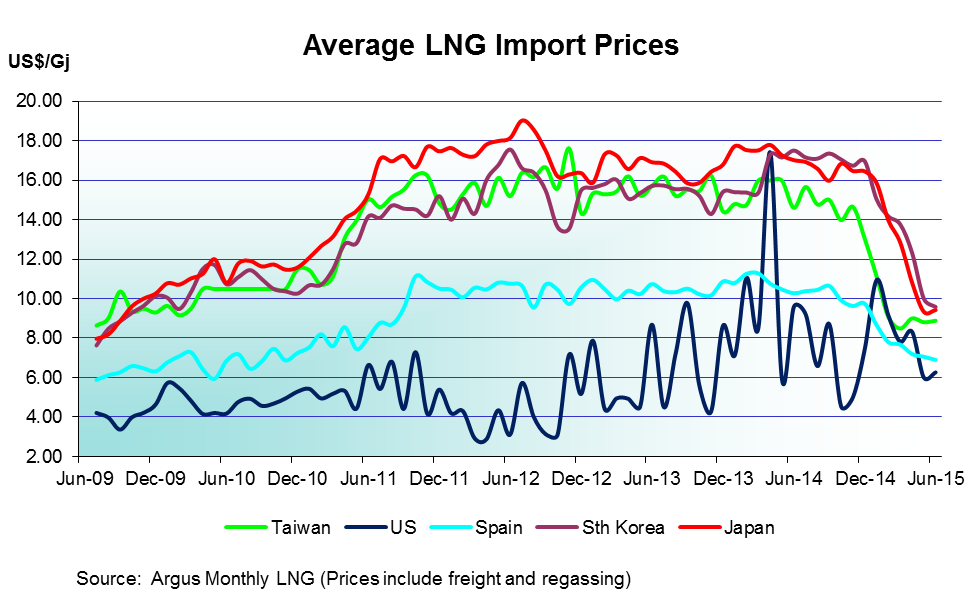 Average LNG Import Prices
US$/Gj
20.00
18.00
16.00
14.00
12.00
10.00
8.00
6.00
4.00
2.00
Jun-09 Dec-09 Jun-10 Dec-10 Jun-11 Dec-11 Jun-12 Dec-12 Jun-13 Dec-13 Jun-14 Dec-14 Jun-15
Taiwan US Spain Sth Korea Japan
Source:  Argus Monthly LNG (Prices include freight and regassing)